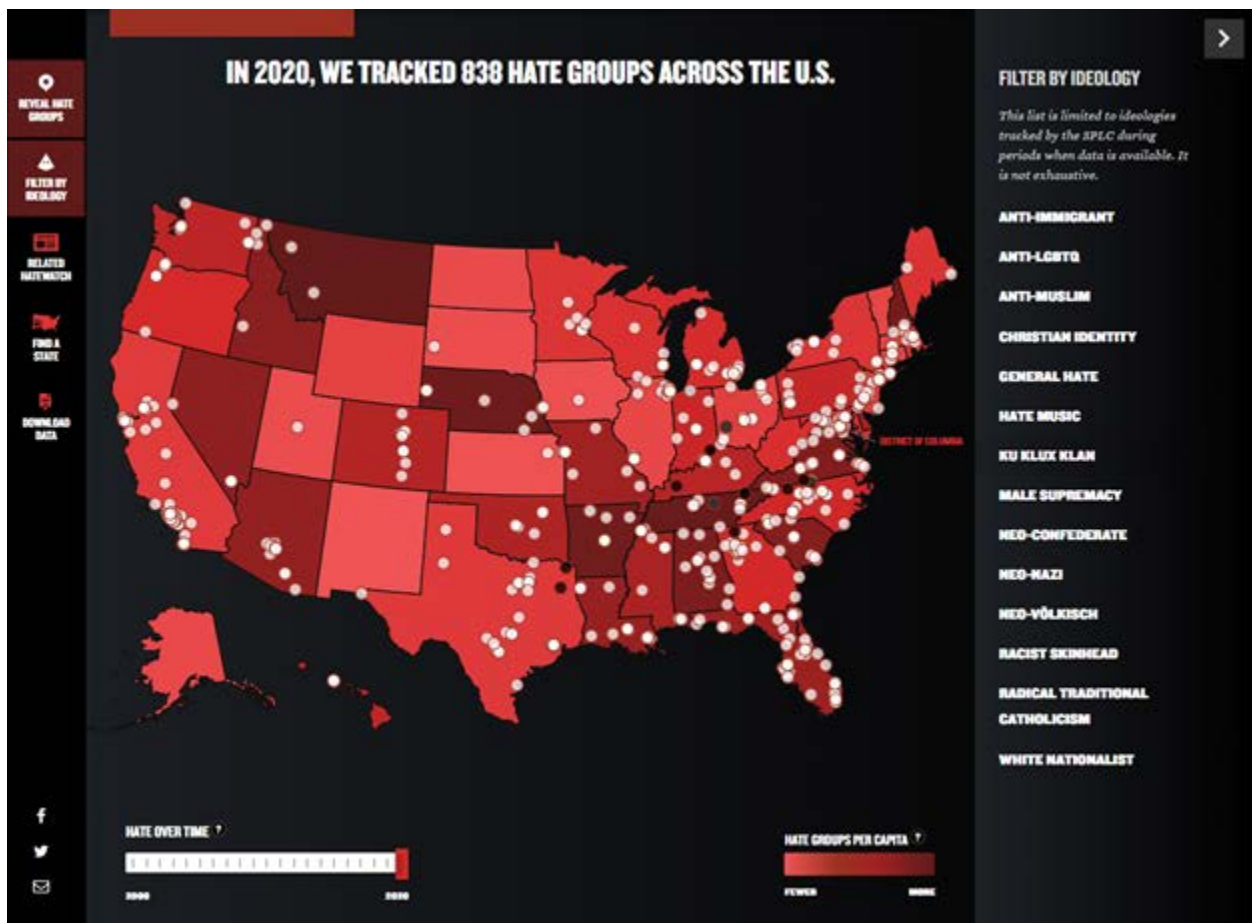 IN 2020, WE TRACKED 838 HATE GROUPS ACROSS THE U.S.
REVEAL HATE
GROUPS
FILTER BY
IDEOLOGY
RELATED
HATEWATCH
FIND A
STATE
DOWNLOAD
DATA
DISTRICT OF COLUMBIA
HATE OVER TIME ?
2000
2020
HATE GROUPS PER CAPITA ?
FEWER
MORE
FILTER BY IDEOLOGY
This list is limited to ideologies
tracked by the SPLC during
periods when data is available. It
is not exhaustive.
ANTI-IMMIGRANT
ANTI-LGBTQ
ANTI-MUSLIM
CHRISTIAN IDENTITY
GENERAL HATE
HATE MUSIC
KU KLUX KLAN
MALE SUPREMACY
NEO-CONFEDERATE
NEO-NAZI
NEO-VÖLKISCH
RACIST SKINHEAD
RADICAL TRADITIONAL
CATHOLICISM
WHITE NATIONALIST